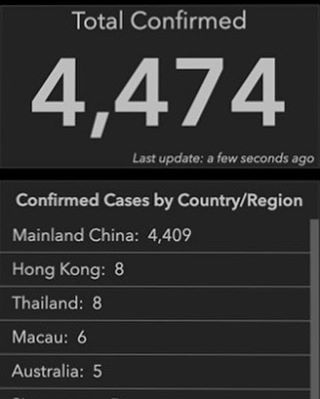 Total Confirmed
4,474
Last update: a few seconds ago
Confirmed Cases by Country/Region
Mainland China: 4,409
Hong Kong: 8
Thailand: 8
Macau: 6
Australia: 5